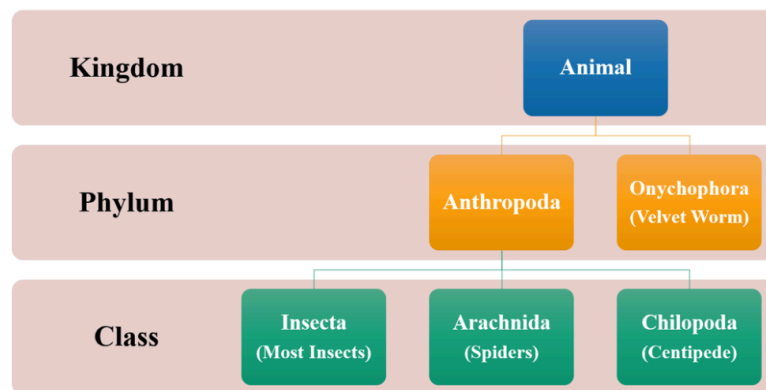 Kingdom
Animal
Phylum
Anthropoda
Onychophora
(Velvet Worm)
Class
Insecta
(Most Insects)
Arachnida
(Spiders)
Chilopoda
(Centipede)